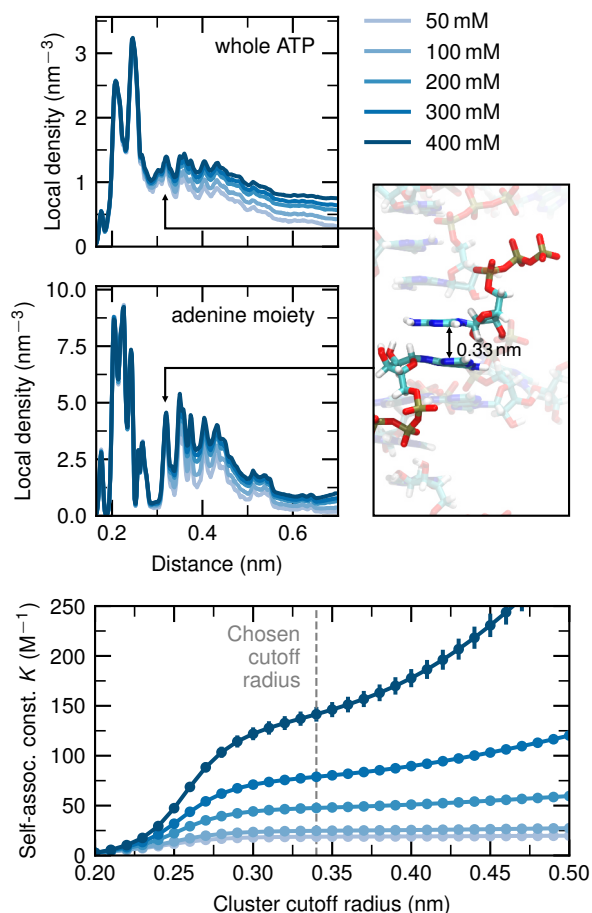 50 mM
100 mM
200 mM
300 mM
400 mM
whole ATP
Local density (nm⁻³)
3
2
1
0
adenine moiety
Local density (nm⁻³)
10.0
7.5
5.0
2.5
0.0
0.2
0.4
0.6
Distance (nm)
0.33 nm
Self-assoc. const. K (M⁻¹)
250
200
150
100
50
0
Chosen
cutoff
radius
0.20
0.25
0.30
0.35
0.40
0.45
0.50
Cluster cutoff radius (nm)